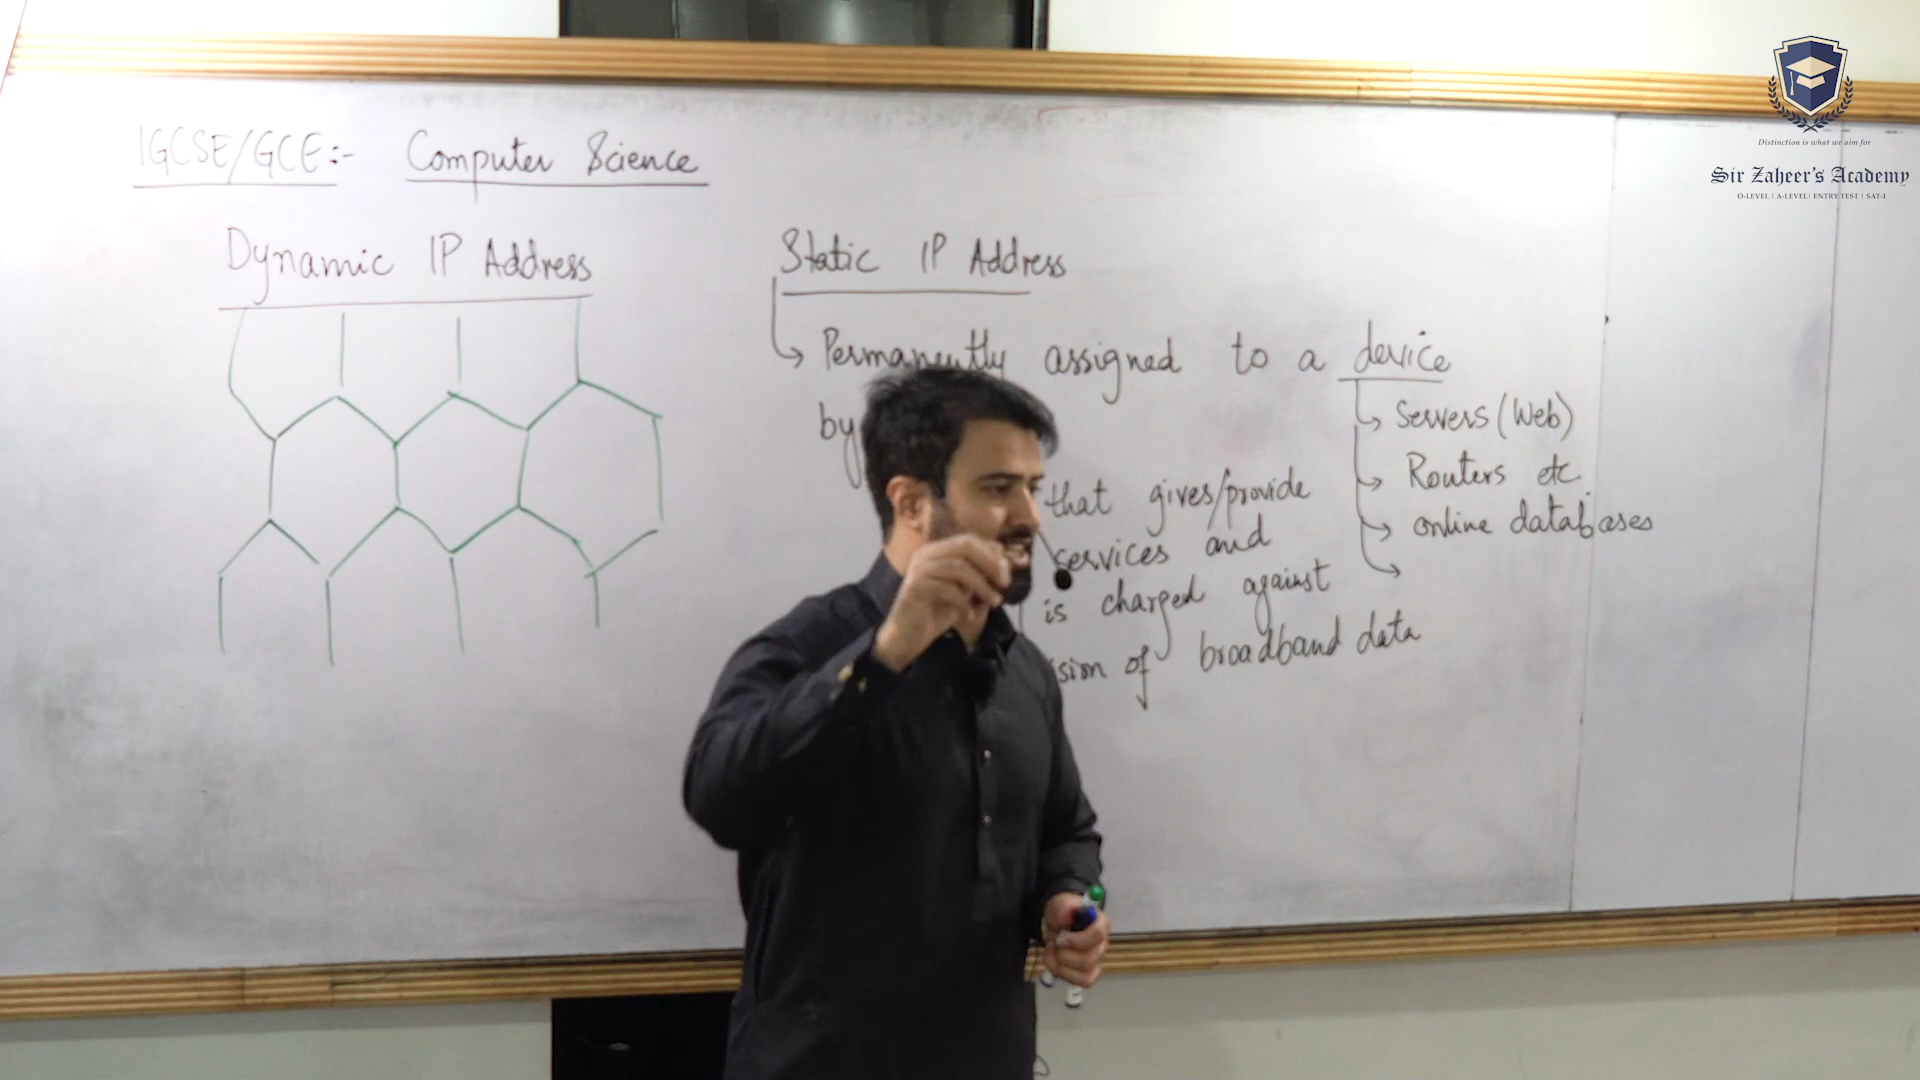 IGCSE/GCE:- Computer Science
Dynamic IP Address
Static IP Address
Permanently assigned to a device
by
that gives/provide
services and
is charged against
sion of broadband data
Servers (Web)
Routers etc
online databases
Distinction is what we aim for
Sir Zaheer's Academy
O-LEVEL | A-LEVEL | ENTRY TEST | SAT-I